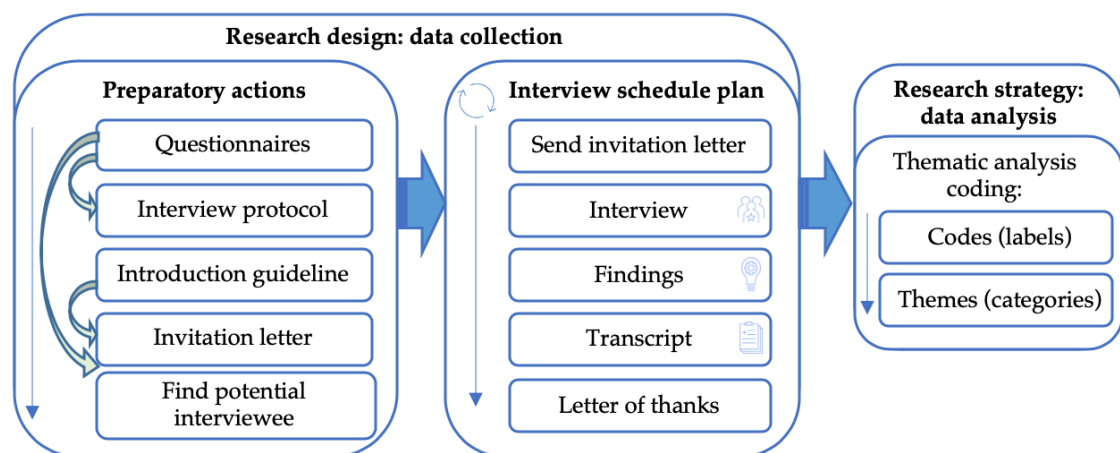 Research design: data collection
Preparatory actions
Questionnaires
Interview protocol
Introduction guideline
Invitation letter
Find potential
interviewee
Interview schedule plan
Send invitation letter
Interview
Findings
Transcript
Letter of thanks
Research strategy:
data analysis
Thematic analysis
coding:
Codes (labels)
Themes (categories)